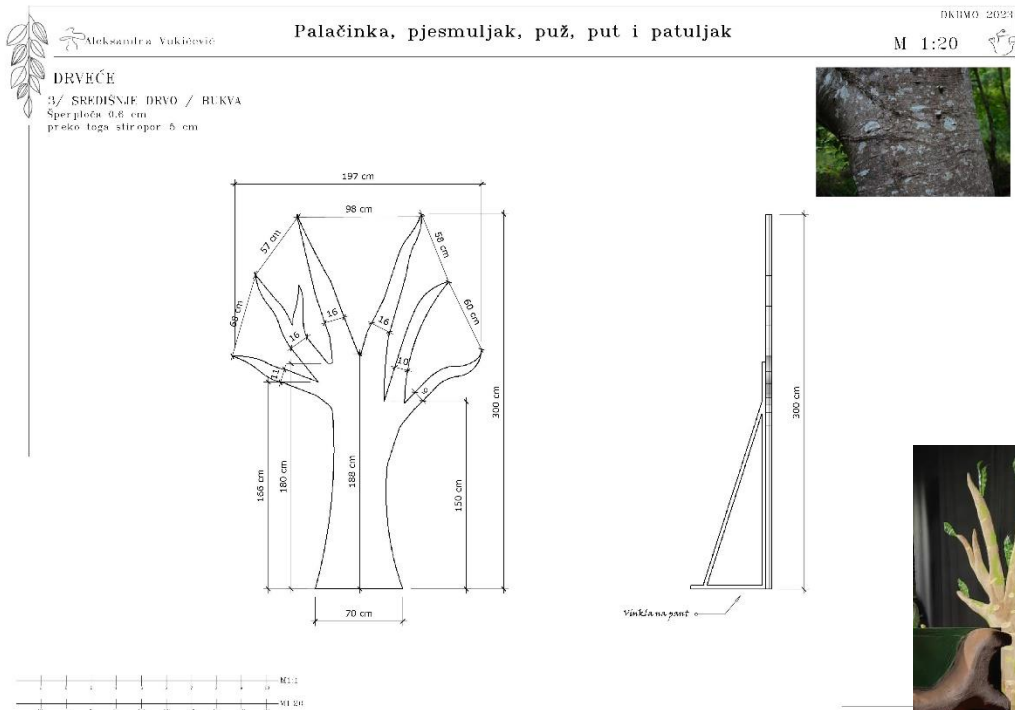 DKBMO 2023
Aleksandra Vukićević
Palačinka, pjesmuljak, puž, put i patuljak
M 1:20
DRVEĆE
3/ SREDIŠNJE DRVO / BUKVA
Šperploča 0.6 cm
preko toga stiropor 5 cm
197 cm
98 cm
57 cm
58 cm
68 cm
60 cm
16
16
16
10
11
9
300 cm
300 cm
188 cm
180 cm
166 cm
150 cm
70 cm
Vinkla na pant
M1:1
M1:20